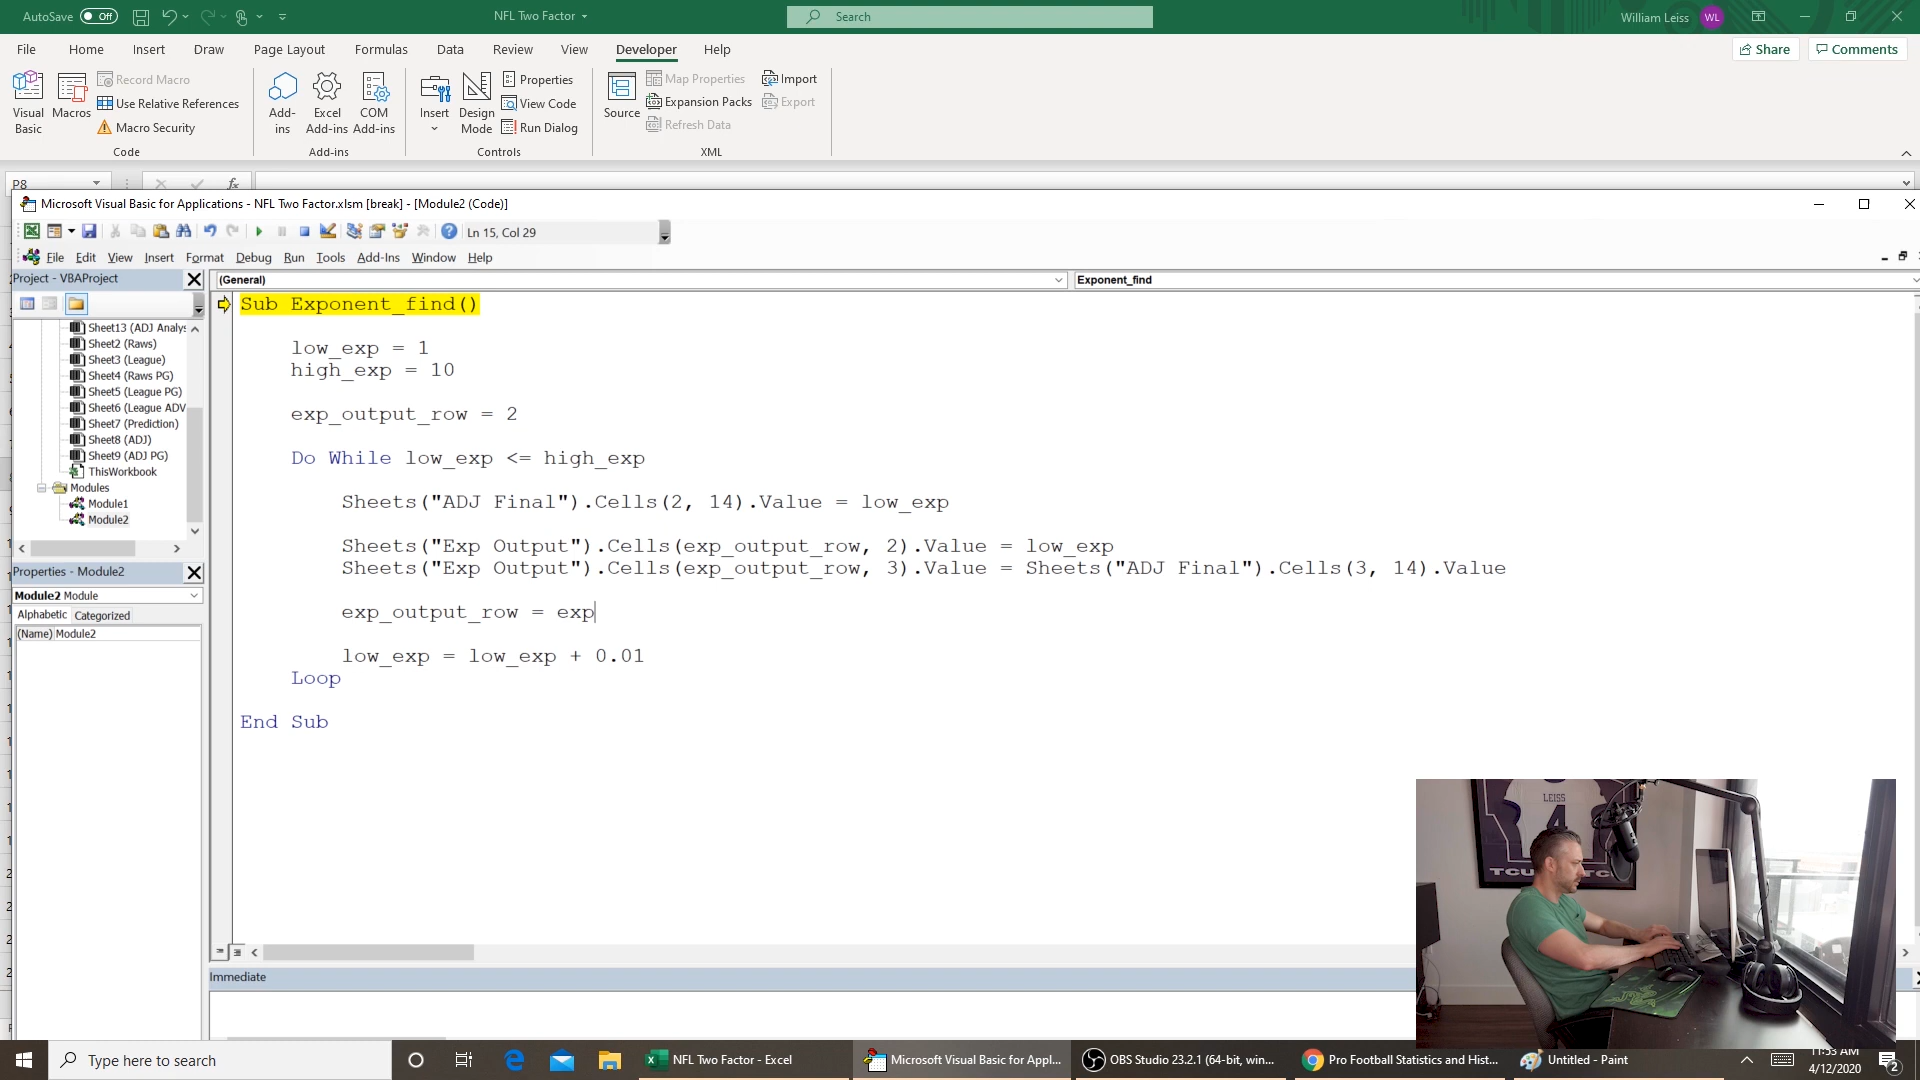 AutoSave Off
NFL Two Factor
Search
William Leiss WL
File Home Insert Draw Page Layout Formulas Data Review View Developer Help
Share Comments
Visual Basic
Macros
Record Macro
Use Relative References
Macro Security
Code
Add-ins
Excel Add-ins
COM Add-ins
Add-ins
Insert
Design Mode
Properties
View Code
Run Dialog
Controls
Source
Map Properties
Expansion Packs
Refresh Data
Import
Export
XML
P8
fx
Microsoft Visual Basic for Applications - NFL Two Factor.xlsm [break] - [Module2 (Code)]
Ln 15, Col 29
File Edit View Insert Format Debug Run Tools Add-Ins Window Help
Project - VBAProject
Sheet13 (ADJ Analys
Sheet2 (Raws)
Sheet3 (League)
Sheet4 (Raws PG)
Sheet5 (League PG)
Sheet6 (League ADV
Sheet7 (Prediction)
Sheet8 (ADJ)
Sheet9 (ADJ PG)
ThisWorkbook
Modules
Module1
Module2
Properties - Module2
Module2 Module
Alphabetic Categorized
(Name) Module2
(General)
Exponent_find
Sub Exponent_find()
low_exp = 1
high_exp = 10
exp_output_row = 2
Do While low_exp <= high_exp
Sheets("ADJ Final").Cells(2, 14).Value = low_exp
Sheets("Exp Output").Cells(exp_output_row, 2).Value = low_exp
Sheets("Exp Output").Cells(exp_output_row, 3).Value = Sheets("ADJ Final").Cells(3, 14).Value
exp_output_row = exp
low_exp = low_exp + 0.01
Loop
End Sub
Immediate
LEISS
4
TCU
Type here to search
NFL Two Factor - Excel
Microsoft Visual Basic for Appl...
OBS Studio 23.2.1 (64-bit, win...
Pro Football Statistics and Hist...
Untitled - Paint
11:53 AM
4/12/2020
2